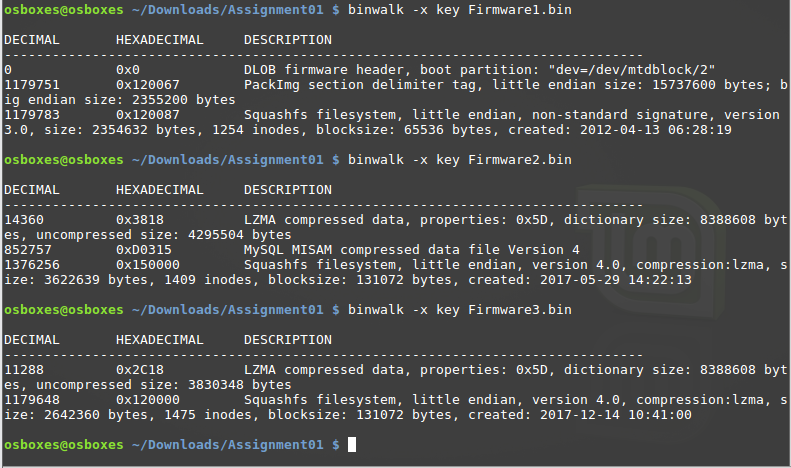 osboxes@osboxes ~/Downloads/Assignment01 $ binwalk -x key Firmware1.bin
DECIMAL       HEXADECIMAL     DESCRIPTION
--------------------------------------------------------------------------------
0             0x0             DLOB firmware header, boot partition: "dev=/dev/mtdblock/2"
1179751       0x120067        PackImg section delimiter tag, little endian size: 15737600 bytes; b
ig endian size: 2355200 bytes
1179783       0x120087        Squashfs filesystem, little endian, non-standard signature, version
3.0, size: 2354632 bytes, 1254 inodes, blocksize: 65536 bytes, created: 2012-04-13 06:28:19
osboxes@osboxes ~/Downloads/Assignment01 $ binwalk -x key Firmware2.bin
DECIMAL       HEXADECIMAL     DESCRIPTION
--------------------------------------------------------------------------------
14360         0x3818          LZMA compressed data, properties: 0x5D, dictionary size: 8388608 byt
es, uncompressed size: 4295504 bytes
852757        0xD0315         MySQL MISAM compressed data file Version 4
1376256       0x150000        Squashfs filesystem, little endian, version 4.0, compression:lzma, s
ize: 3622639 bytes, 1409 inodes, blocksize: 131072 bytes, created: 2017-05-29 14:22:13
osboxes@osboxes ~/Downloads/Assignment01 $ binwalk -x key Firmware3.bin
DECIMAL       HEXADECIMAL     DESCRIPTION
--------------------------------------------------------------------------------
11288         0x2C18          LZMA compressed data, properties: 0x5D, dictionary size: 8388608 byt
es, uncompressed size: 3830348 bytes
1179648       0x120000        Squashfs filesystem, little endian, version 4.0, compression:lzma, s
ize: 2642360 bytes, 1475 inodes, blocksize: 131072 bytes, created: 2017-12-14 10:41:00
osboxes@osboxes ~/Downloads/Assignment01 $